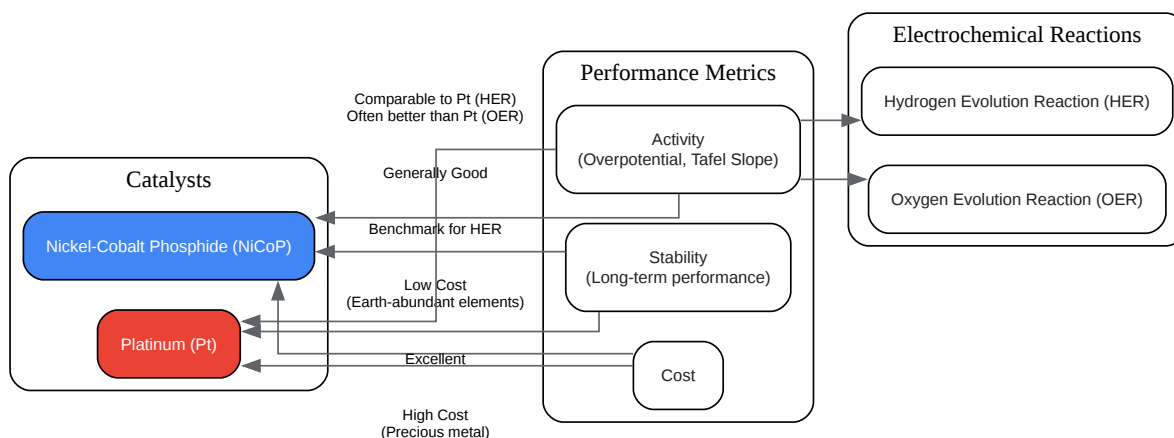 Electrochemical Reactions
Hydrogen Evolution Reaction (HER)
Oxygen Evolution Reaction (OER)
Performance Metrics
Activity
(Overpotential, Tafel Slope)
Stability
(Long-term performance)
Cost
Comparable to Pt (HER)
Often better than Pt (OER)
Generally Good
Benchmark for HER
Low Cost
(Earth-abundant elements)
Excellent
High Cost
(Precious metal)
Catalysts
Nickel-Cobalt Phosphide (NiCoP)
Platinum (Pt)